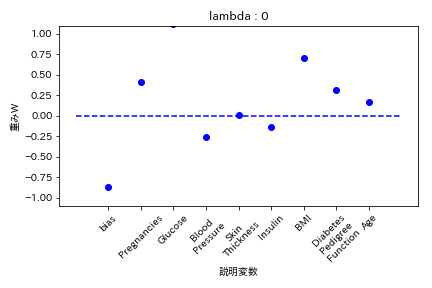 lambda : 0
1.00
0.75
0.50
0.25
0.00
−0.25
−0.50
−0.75
−1.00
重みW
bias
Pregnancies
Glucose
Blood
Pressure
Skin
Thickness
Insulin
BMI
Diabetes
Pedigree
Function
Age
説明変数